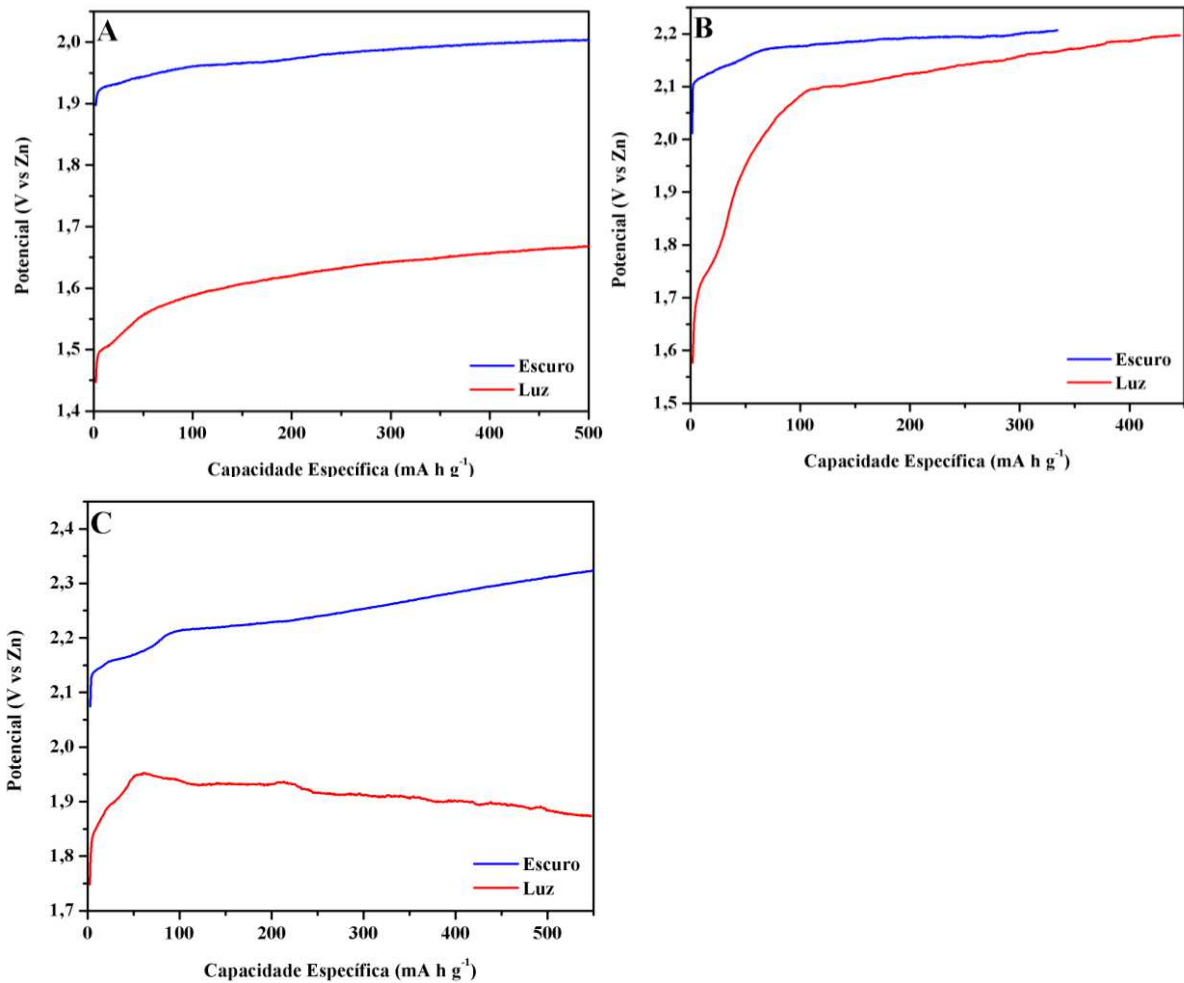 A
Potencial (V vs Zn)
2,0
1,9
1,8
1,7
1,6
1,5
1,4
0 100 200 300 400 500
Capacidade Específica (mA h g-1)
Escuro
Luz
B
Potencial (V vs Zn)
2,2
2,1
2,0
1,9
1,8
1,7
1,6
1,5
0 100 200 300 400
Capacidade Específica (mA h g-1)
Escuro
Luz
C
Potencial (V vs Zn)
2,4
2,3
2,2
2,1
2,0
1,9
1,8
1,7
0 100 200 300 400 500
Capacidade Específica (mA h g-1)
Escuro
Luz